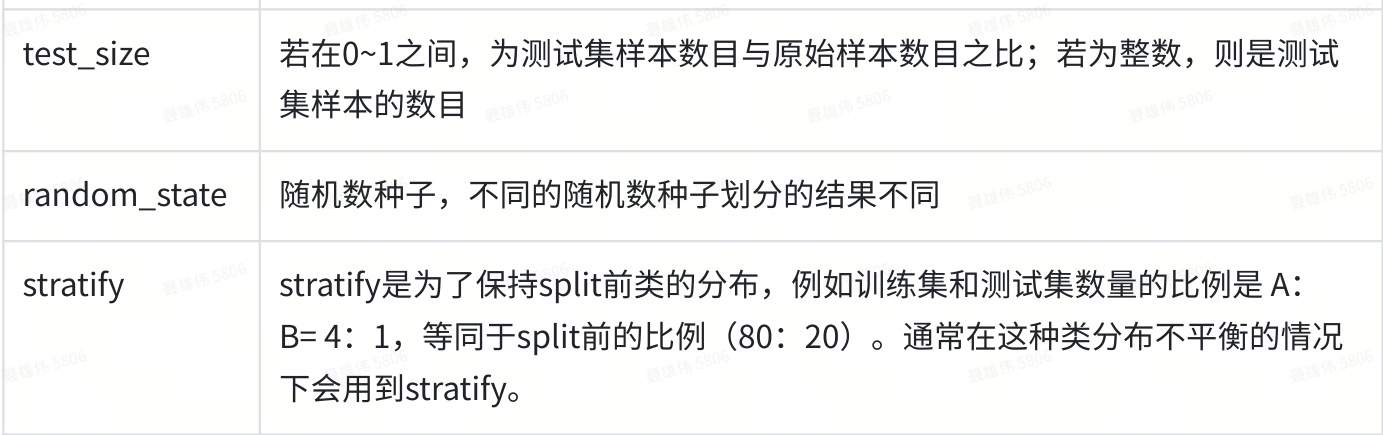 test_size
若在0~1之间，为测试集样本数目与原始样本数目之比；若为整数，则是测试
集样本的数目
random_state
随机数种子，不同的随机数种子划分的结果不同
stratify
stratify是为了保持split前类的分布，例如训练集和测试集数量的比例是 A：
B= 4：1，等同于split前的比例（80：20）。通常在这种类分布不平衡的情况
下会用到stratify。